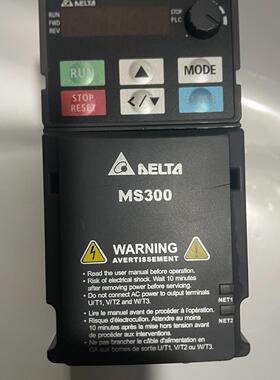 RUN
FWD
REV
DELTA
STOP
PLC
RUN
MODE
STOP
RESET
ENTER
DELTA
MS300
WARNING
AVERTISSEMENT
• Read the user manual before operation.
• Risk of electrical shock. Wait 10 minutes
after removing power before servicing.
• Do not connect AC power to output terminals
U/T1, V/T2 and W/T3.
• Lire le manuel avant de procéder à l'opération.
• Risque d'électrocution. Attendre au moins
10 minutes après la mise hors tension avant
de procéder aux interventions.
• Ne pas brancher le câble d'alimentation en
CA aux bornes de sortie U/T1, V/T2 ou W/T3.
NET1
NET2